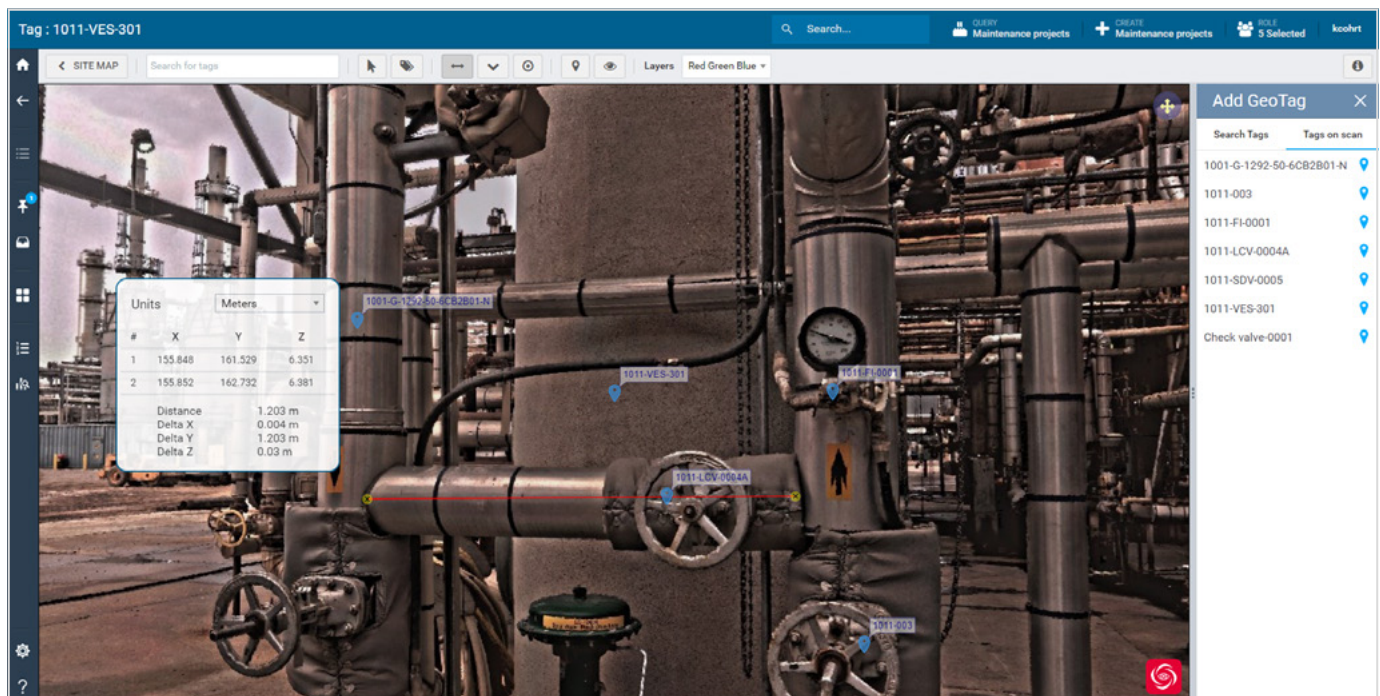 Tag : 1011-VES-301
Search...
QUERY
Maintenance projects
CREATE
Maintenance projects
ROLE
5 Selected
kcohrt
SITE MAP
Search for tags
Layers
Red Green Blue
Add GeoTag
Search Tags
Tags on scan
1001-G-1292-50-6CB2B01-N
1011-003
1011-FI-0001
1011-LCV-0004A
1011-SDV-0005
1011-VES-301
Check valve-0001
1
Units
Meters
# X Y Z
1 155.848 161.529 6.351
2 155.852 162.732 6.381
Distance 1.203 m
Delta X 0.004 m
Delta Y 1.203 m
Delta Z 0.03 m
1001-G-1292-50-6CB2B01-N
1011-VES-301
1011-FI-0001
1011-LCV-0004A
1011-003
?